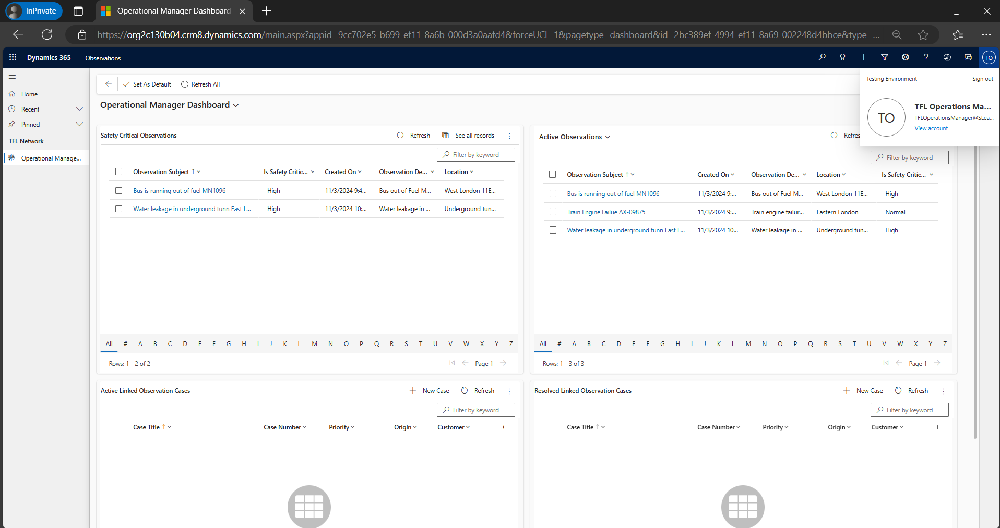 InPrivate
Operational Manager Dashboard
https://org2c130b04.crm8.dynamics.com/main.aspx?appid=9cc702e5-b699-ef11-8a6b-000d3a0aafd4&forceUCI=1&pagetype=dashboard&id=2bc389ef-4994-ef11-8a69-002248d4bbce&type=...
Dynamics 365 Observations
TO
Testing Environment Sign out
TO
TFL Operations Ma...
TFLOperationsManager@SLea...
View account
Home
Recent
Pinned
TFL Network
Operational Manage...
Set As Default Refresh All
Operational Manager Dashboard
Safety Critical Observations Refresh See all records
Filter by keyword
Observation Subject Is Safety Critic... Created On Observation De... Location
Bus is running out of fuel MN1096 High 11/3/2024 9:4... Bus out of Fuel M... West London 11E...
Water leakage in underground tunn East L... High 11/3/2024 10:... Water leakage in ... Underground tun...
All # A B C D E F G H I J K L M N O P Q R S T U V W X Y Z
Rows: 1 - 2 of 2 Page 1
Active Observations Refres
Filter by keyword
Observation Subject Created On Observation De... Location Is Safety Critic...
Bus is running out of fuel MN1096 11/3/2024 9:... Bus out of Fuel M... West London 11E... High
Train Engine Failue AX-09875 11/3/2024 9:... Train engine failur... Eastern London Normal
Water leakage in underground tunn East L... 11/3/2024 10... Water leakage in ... Underground tun... High
All # A B C D E F G H I J K L M N O P Q R S T U V W X Y Z
Rows: 1 - 3 of 3 Page 1
Active Linked Observation Cases New Case Refresh
Filter by keyword
Case Title Case Number Priority Origin Customer
Resolved Linked Observation Cases New Case Refresh
Filter by keyword
Case Title Case Number Priority Origin Customer